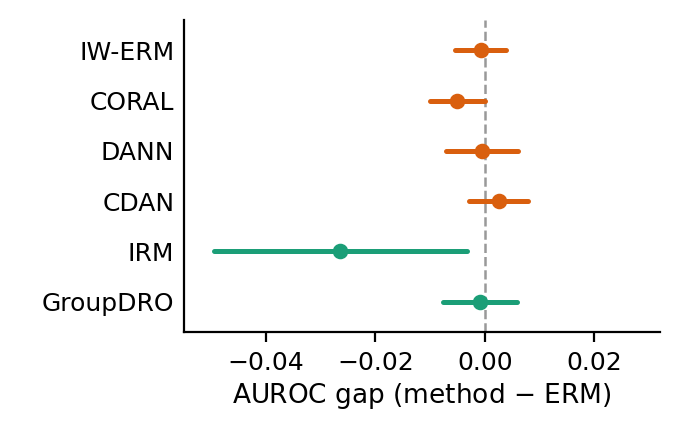 IW-ERM
CORAL
DANN
CDAN
IRM
GroupDRO
−0.04 −0.02 0.00 0.02
AUROC gap (method − ERM)